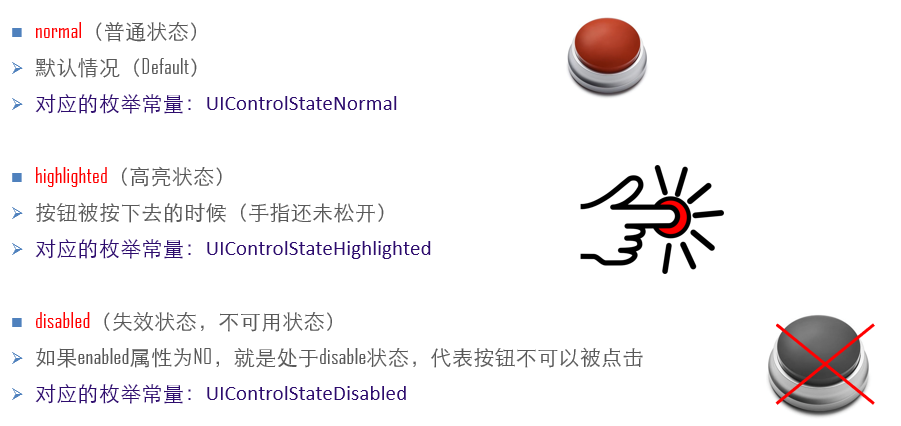 normal（普通状态）
默认情况（Default）
对应的枚举常量：UIControlStateNormal
highlighted（高亮状态）
按钮被按下去的时候（手指还未松开）
对应的枚举常量：UIControlStateHighlighted
disabled（失效状态，不可用状态）
如果enabled属性为NO，就是处于disable状态，代表按钮不可以被点击
对应的枚举常量：UIControlStateDisabled